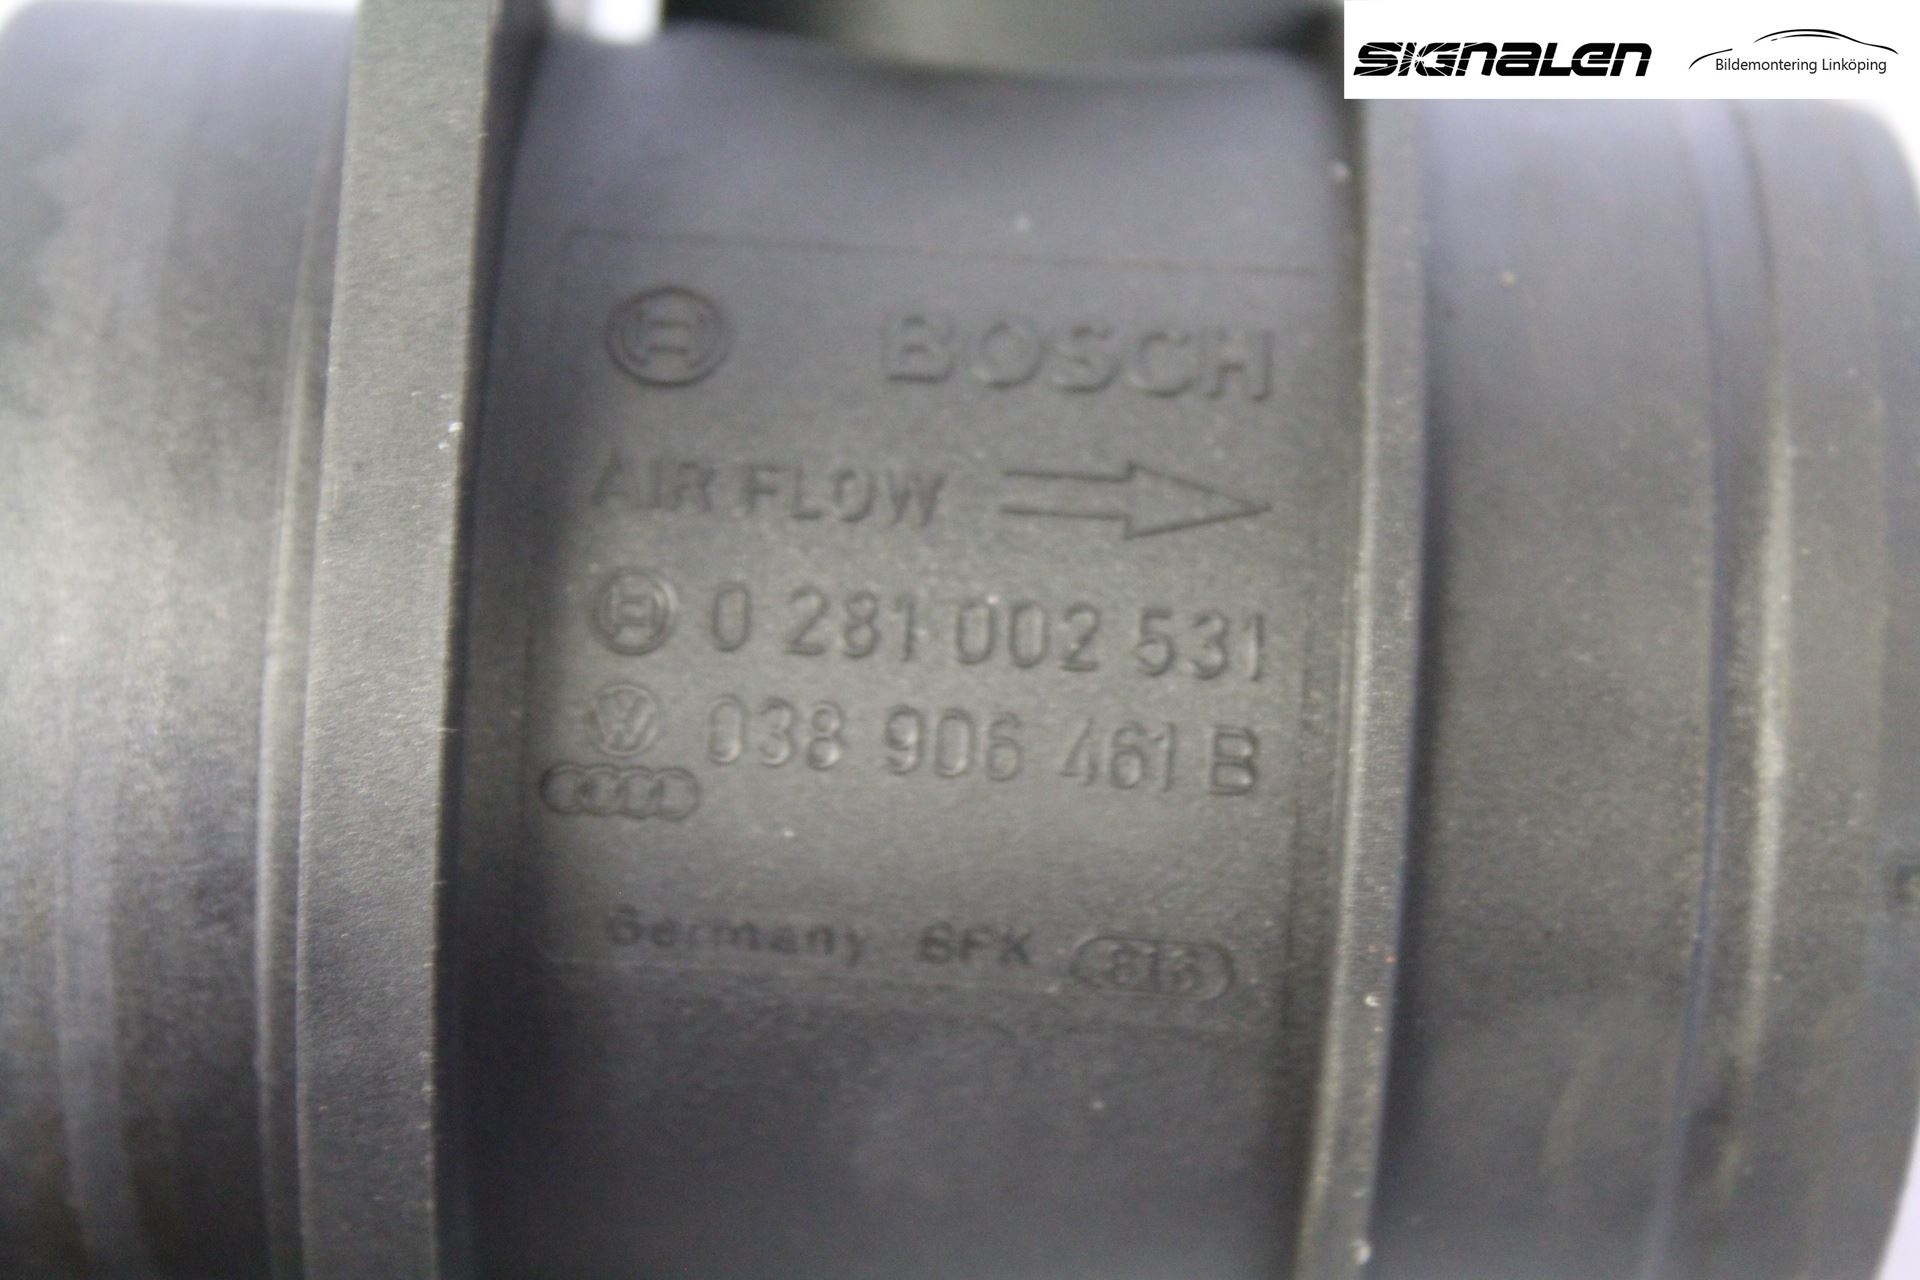 SIGNALEN
Bildemontering Linköping
BOSCH
AIR FLOW
0 281 002 531
038 906 461 B
Germany